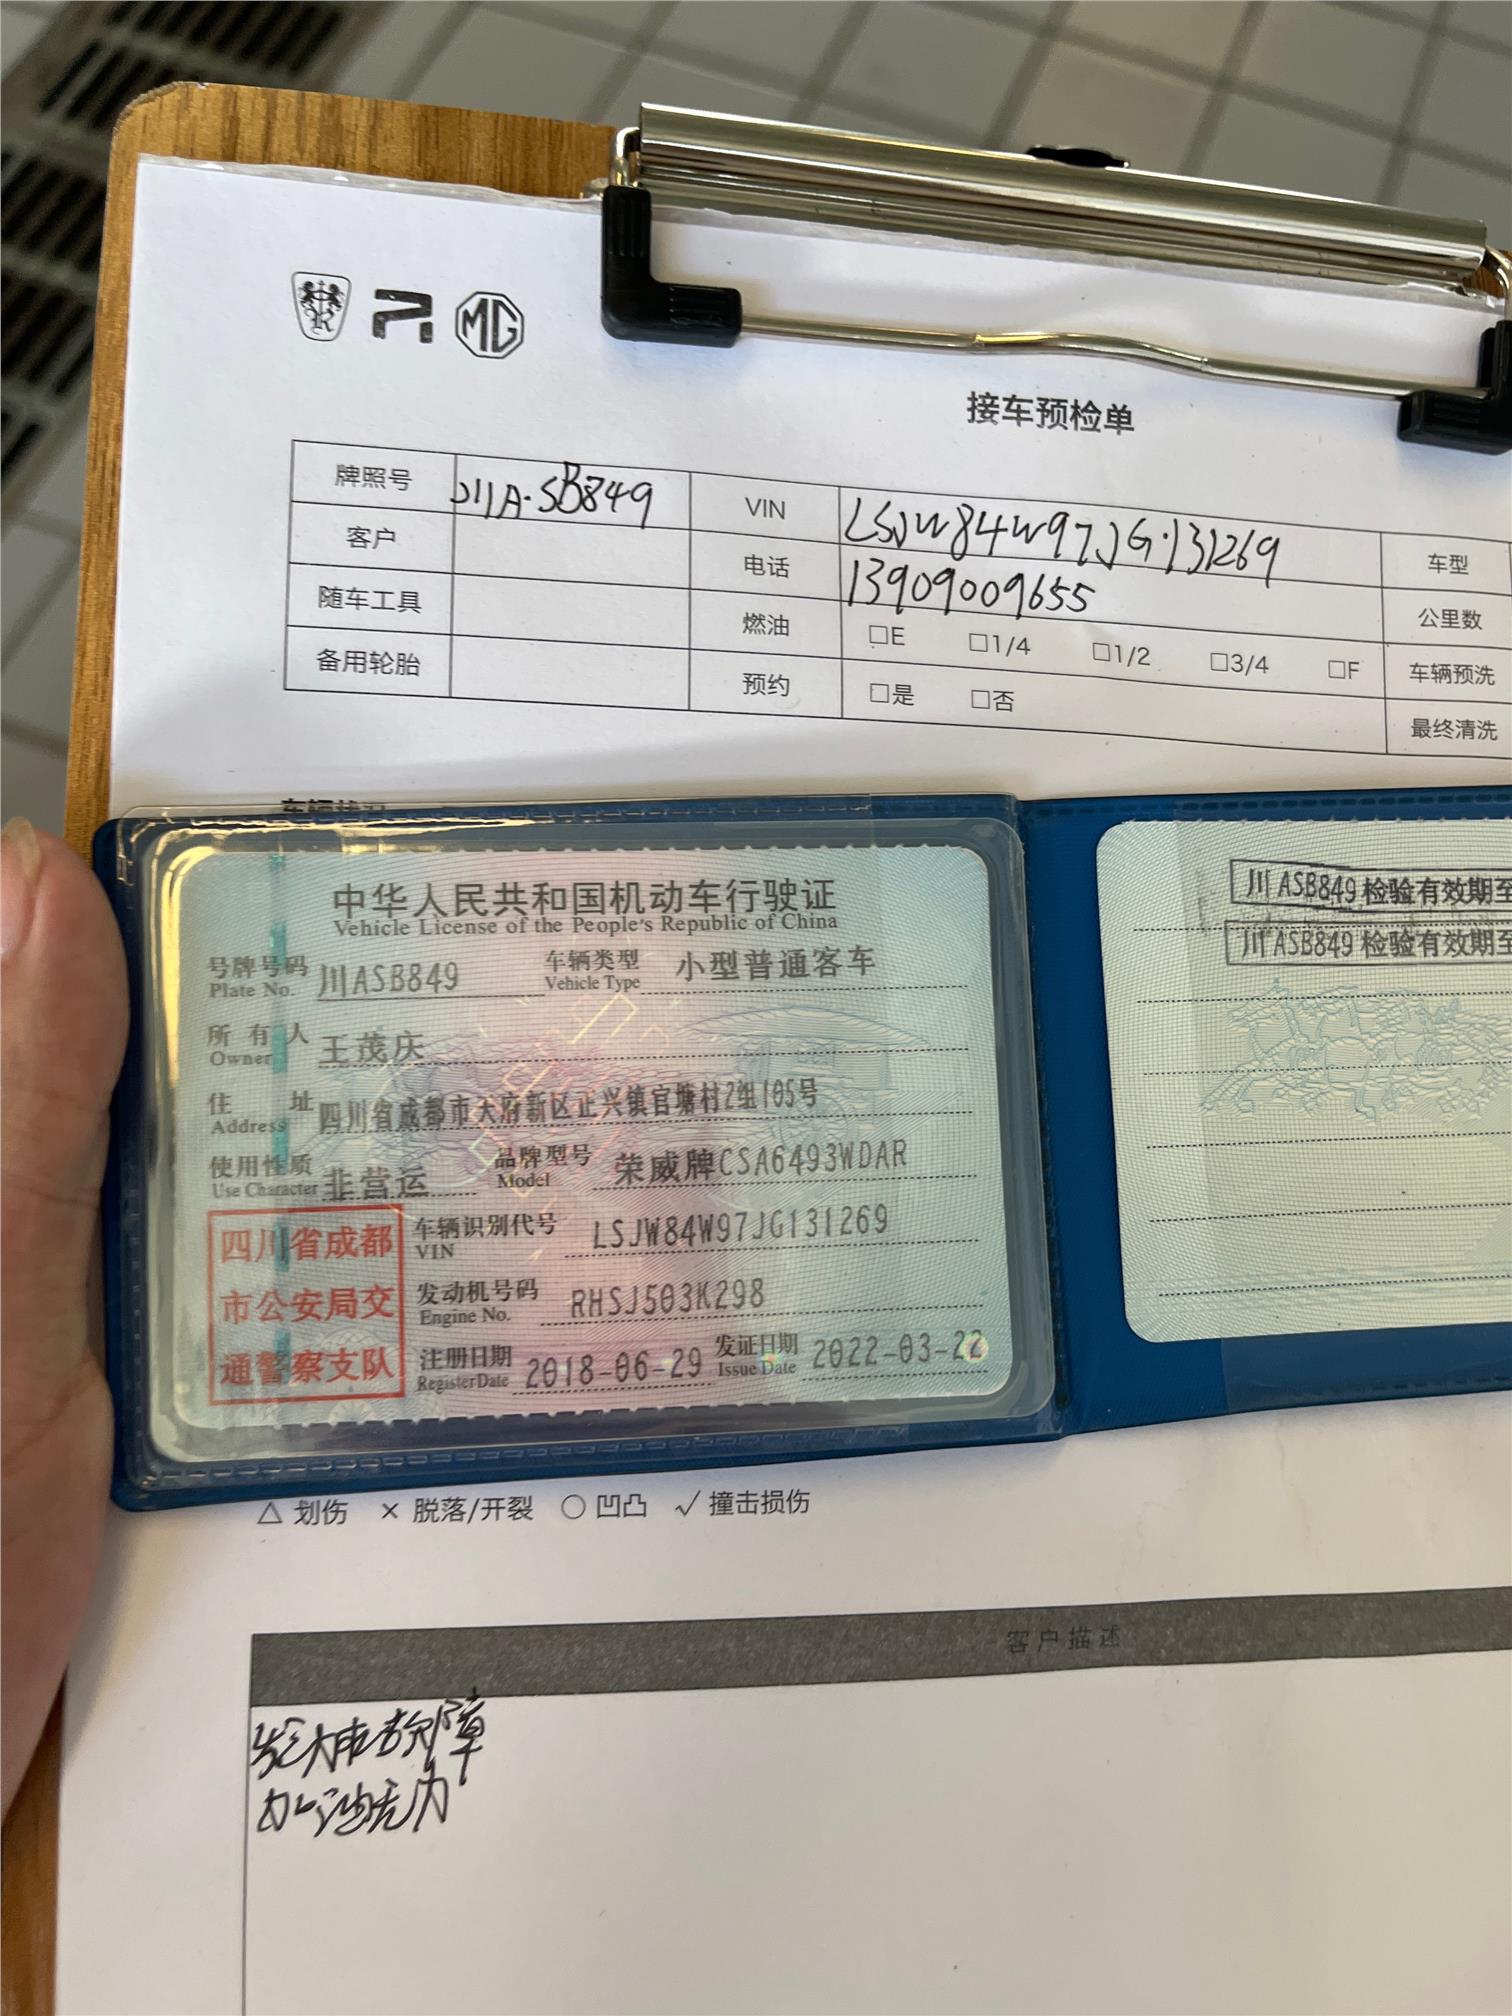 MG
接车预检单
牌照号 川A·SB849 VIN LSJW84W97JG·131269 车型
客户 电话 13909009655 公里数
随车工具 燃油 □E □1/4 □1/2 □3/4 □F 车辆预洗
备用轮胎 预约 □是 □否 最终清洗
中华人民共和国机动车行驶证
Vehicle License of the People's Republic of China
号牌号码 川ASB849 车辆类型 小型普通客车
Plate No. Vehicle Type
所有人 王茂庆
Owner
住址 四川省成都市天府新区正兴镇官塘村2组105号
Address
使用性质 非营运 品牌型号 荣威牌CSA6493WDAR
Use Character Model
四川省成都
市公安局交
通警察支队
车辆识别代号 LSJW84W97JG131269
VIN
发动机号码 RHSJ503K298
Engine No.
注册日期 2018-06-29 发证日期 2022-03-22
Register Date Issue Date
川ASB849检验有效期至
川ASB849检验有效期至
△ 划伤 × 脱落/开裂 ○ 凹凸 √ 撞击损伤
客户描述
故障
加油无力